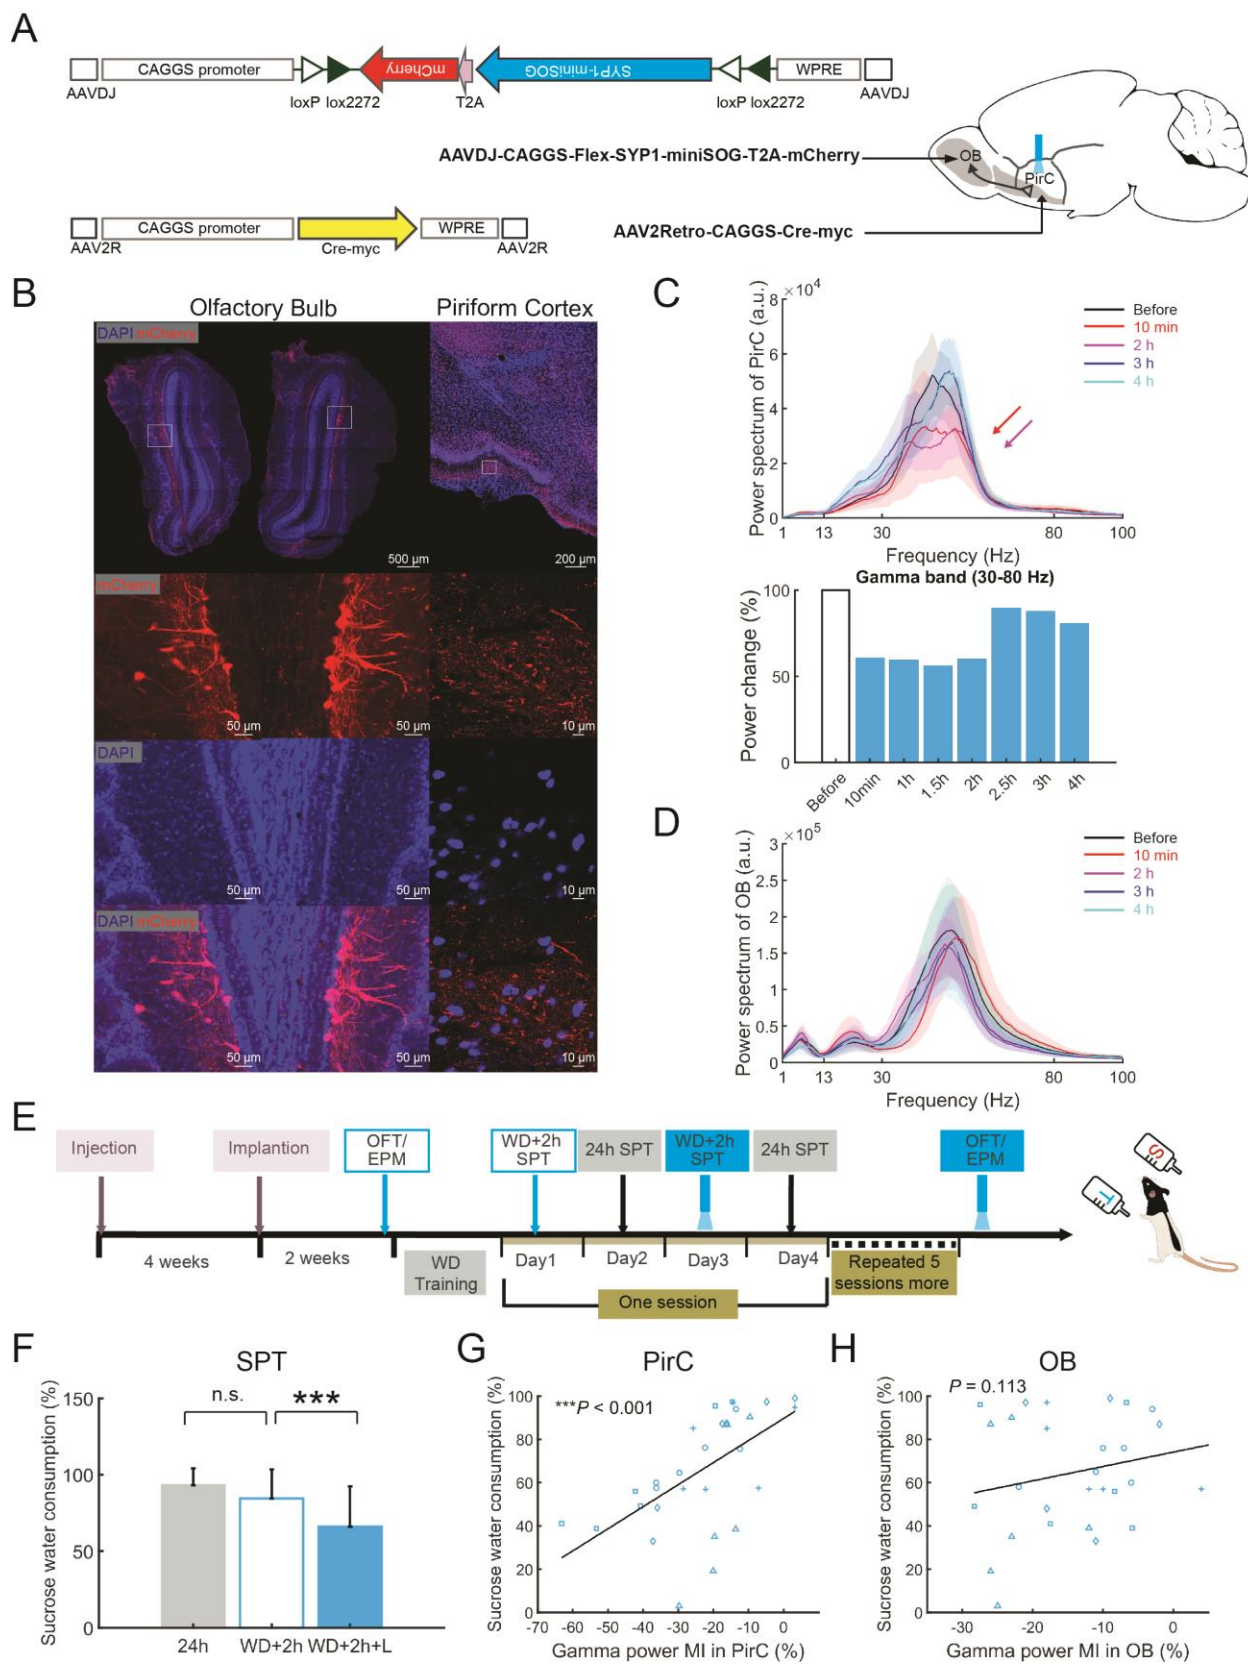 A
CAGGS promoter
mCherry
SYP1-miniSOG
WPRE
AAVDJ
loxP lox2272
T2A
loxP lox2272
AAVDJ
AAVDJ-CAGGS-Flex-SYP1-miniSOG-T2A-mCherry
OB
PirC
CAGGS promoter
WPRE
AAV2R
Cre-myc
AAV2R
AAV2Retro-CAGGS-Cre-myc
B
Olfactory Bulb
Piriform Cortex
DAPI mCherry
500 µm
200 µm
mCherry
50 µm
50 µm
10 µm
DAPI
50 µm
50 µm
10 µm
DAPI mCherry
50 µm
50 µm
10 µm
C
×10⁴
Power spectrum of PirC (a.u.)
8
6
4
2
0
1
13
30
80
100
Frequency (Hz)
Before
10 min
2 h
3 h
4 h
Gamma band (30-80 Hz)
Power change (%)
100
50
0
Before
10min
1h
1.5h
2h
2.5h
3h
4h
D
×10⁵
Power spectrum of OB (a.u.)
3
2.5
2
1.5
1
0.5
0
1
13
30
80
100
Frequency (Hz)
Before
10 min
2 h
3 h
4 h
E
Injection
Implantion
OFT/
EPM
WD+2h
SPT
24h SPT
WD+2h
SPT
24h SPT
OFT/
EPM
4 weeks
2 weeks
WD
Training
Day1
Day2
Day3
Day4
Repeated 5
sessions more
One session
S
T
F
SPT
Sucrose water consumption (%)
150
100
50
0
n.s.
***
24h
WD+2h
WD+2h+L
G
PirC
***P < 0.001
Sucrose water consumption (%)
100
80
60
40
20
0
-70
-60
-50
-40
-30
-20
-10
0
Gamma power MI in PirC (%)
H
OB
P = 0.113
Sucrose water consumption (%)
100
80
60
40
20
0
-30
-20
-10
0
Gamma power MI in OB (%)